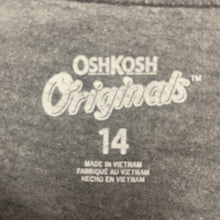 OSHKOSH
Originals™
14
MADE IN VIETNAM
FABRIQUÉ AU VIETNAM
HECHO EN VIETNAM